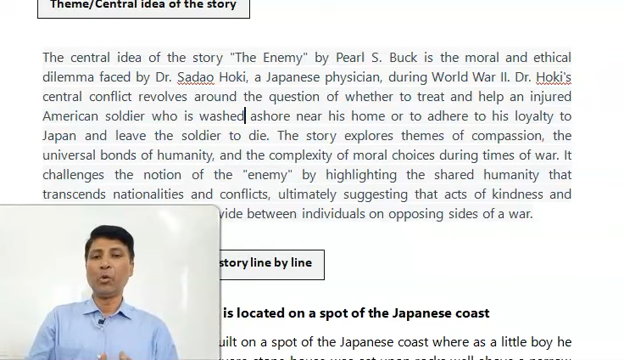 Theme/Central idea of the story
The central idea of the story "The Enemy" by Pearl S. Buck is the moral and ethical
dilemma faced by Dr. Sadao Hoki, a Japanese physician, during World War II. Dr. Hoki's
central conflict revolves around the question of whether to treat and help an injured
American soldier who is washed ashore near his home or to adhere to his loyalty to
Japan and leave the soldier to die. The story explores themes of compassion, the
universal bonds of humanity, and the complexity of moral choices during times of war. It
challenges the notion of the "enemy" by highlighting the shared humanity that
transcends nationalities and conflicts, ultimately suggesting that acts of kindness and
vide between individuals on opposing sides of a war.
story line by line
is located on a spot of the Japanese coast
uilt on a spot of the Japanese coast where as a little boy he